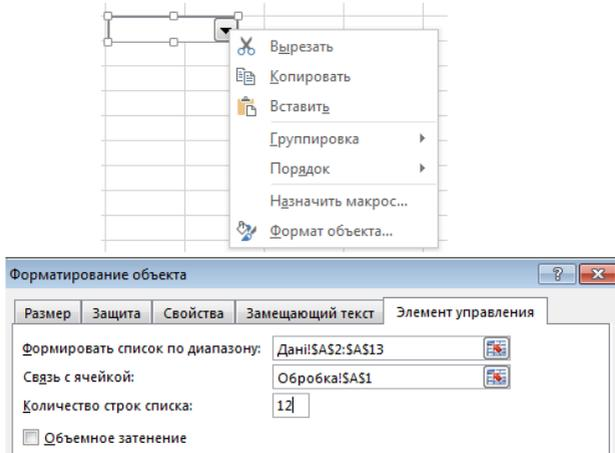 Вырезать
Копировать
Вставить
Группировка
Порядок
Назначить макрос...
Формат объекта...
Форматирование объекта
Размер Защита Свойства Замещающий текст Элемент управления
Формировать список по диапазону: Дані!$A$2:$A$13
Связь с ячейкой: Обробка!$A$1
Количество строк списка: 12
Объемное затенение